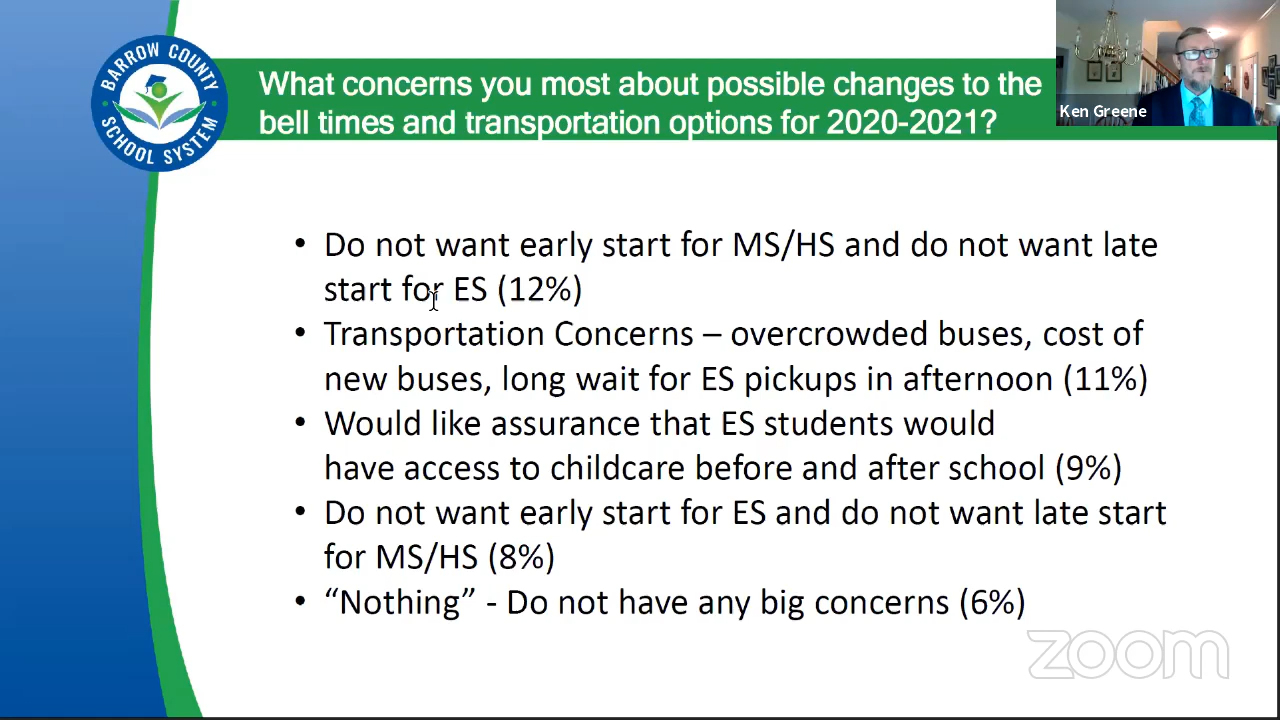 BARROW COUNTY
SCHOOL SYSTEM
What concerns you most about possible changes to the
bell times and transportation options for 2020-2021?
Ken Greene
• Do not want early start for MS/HS and do not want late
start for ES (12%)
• Transportation Concerns – overcrowded buses, cost of
new buses, long wait for ES pickups in afternoon (11%)
• Would like assurance that ES students would
have access to childcare before and after school (9%)
• Do not want early start for ES and do not want late start
for MS/HS (8%)
• “Nothing” - Do not have any big concerns (6%)
zoom